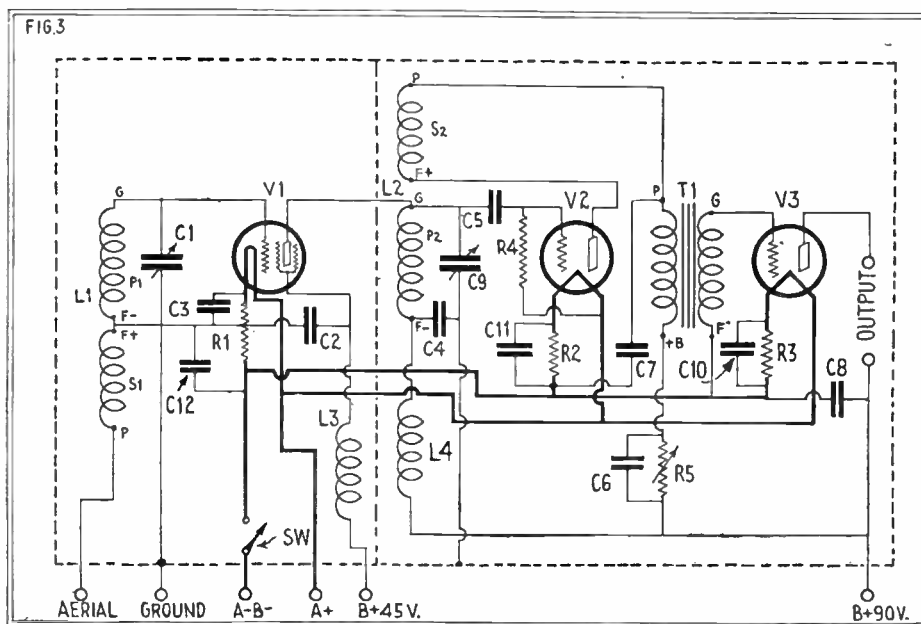 FIG.3
P
S2
F+
V1
L2
G
G
C5
V2
P
T1
G
V3
C1
P2
R4
L1
P1
C9
OUTPUT
C3
F-
F+
R1
C2
F-
C4
C11
R2
C7
+B
F-
C10
R3
C8
S1
C12
P
L3
L4
C6
R5
SW
AERIAL
GROUND
A-B-
A+
B+45V.
B+90V.